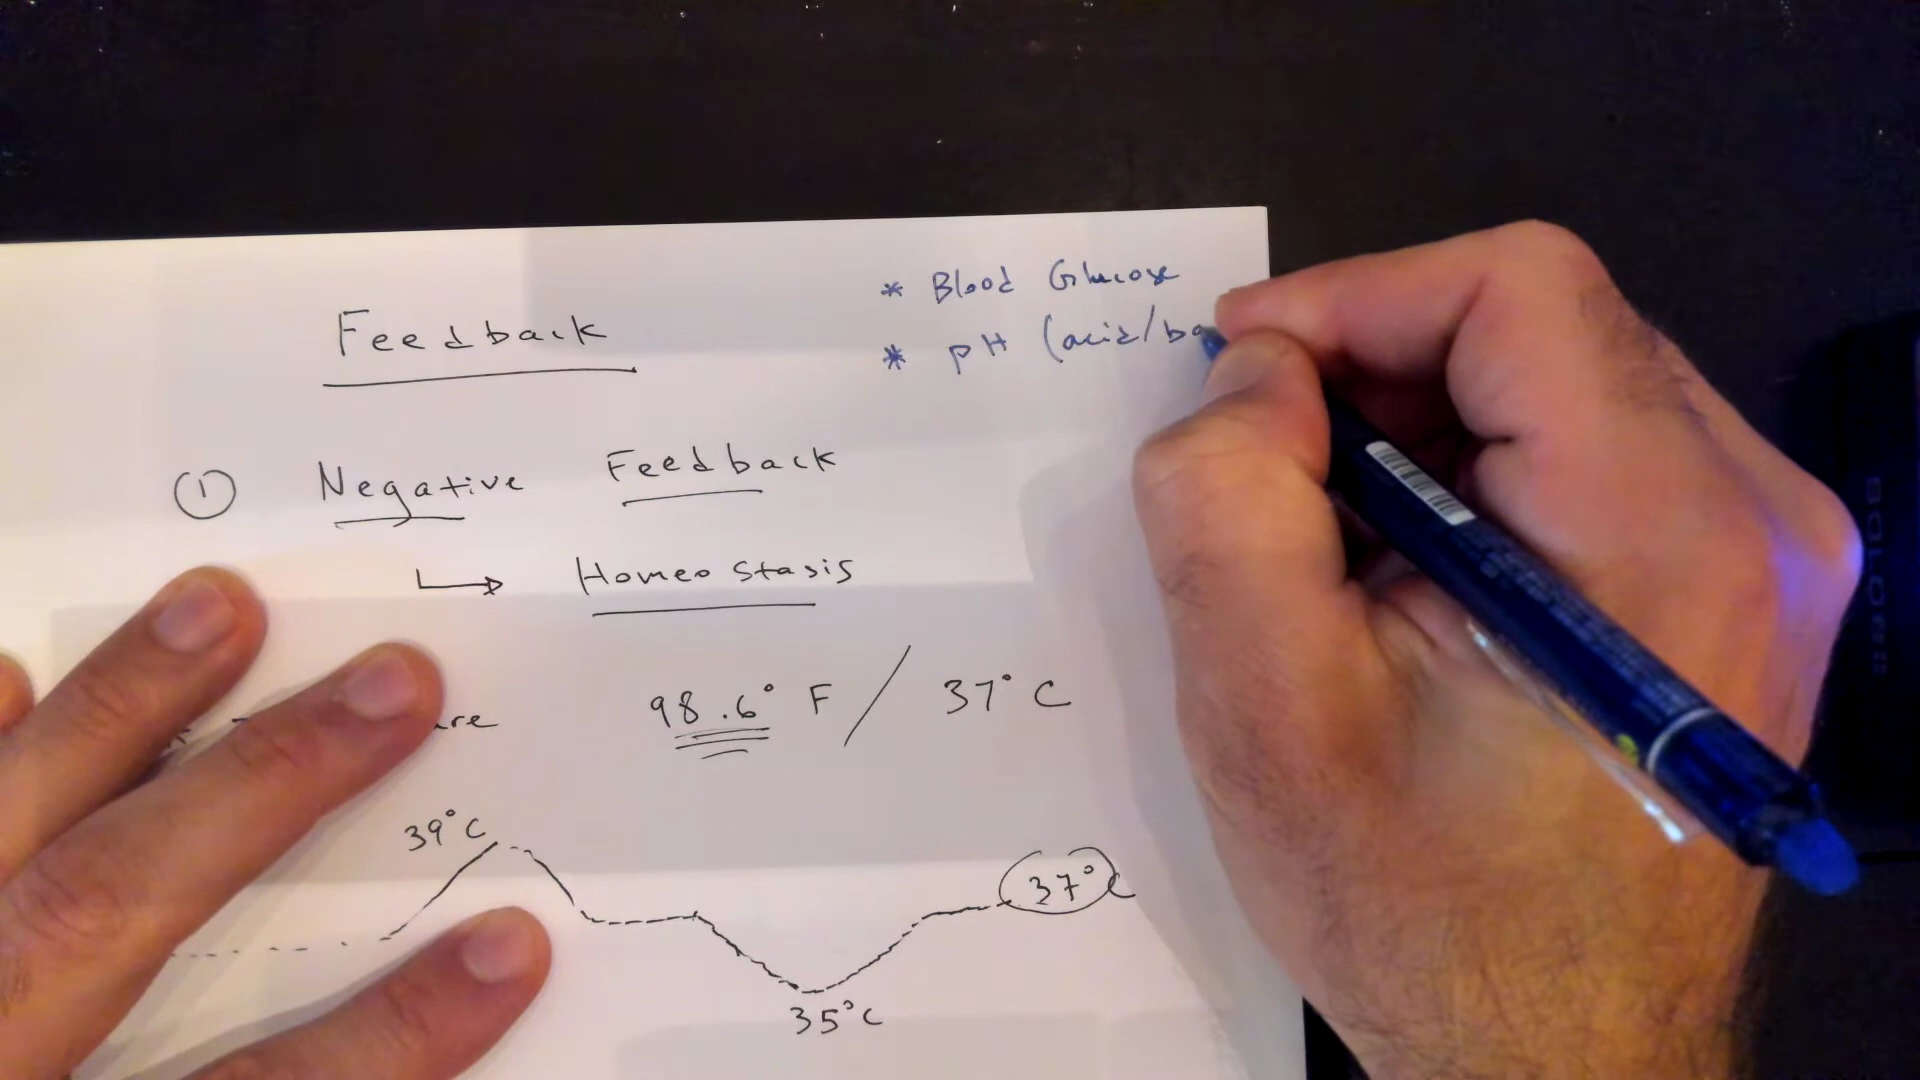 * Blood Glucose
* pH (acid/ba
Feedback
① Negative Feedback
Homeostasis
98.6° F / 37° C
39°C
37°C
35°C